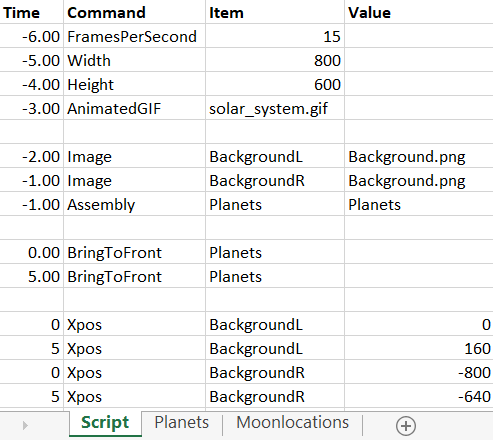 Time Command Item Value
-6.00 FramesPerSecond 15
-5.00 Width 800
-4.00 Height 600
-3.00 AnimatedGIF solar_system.gif
-2.00 Image BackgroundL Background.png
-1.00 Image BackgroundR Background.png
-1.00 Assembly Planets Planets
0.00 BringToFront Planets
5.00 BringToFront Planets
0 Xpos BackgroundL 0
5 Xpos BackgroundL 160
0 Xpos BackgroundR -800
5 Xpos BackgroundR -640
Script Planets Moonlocations